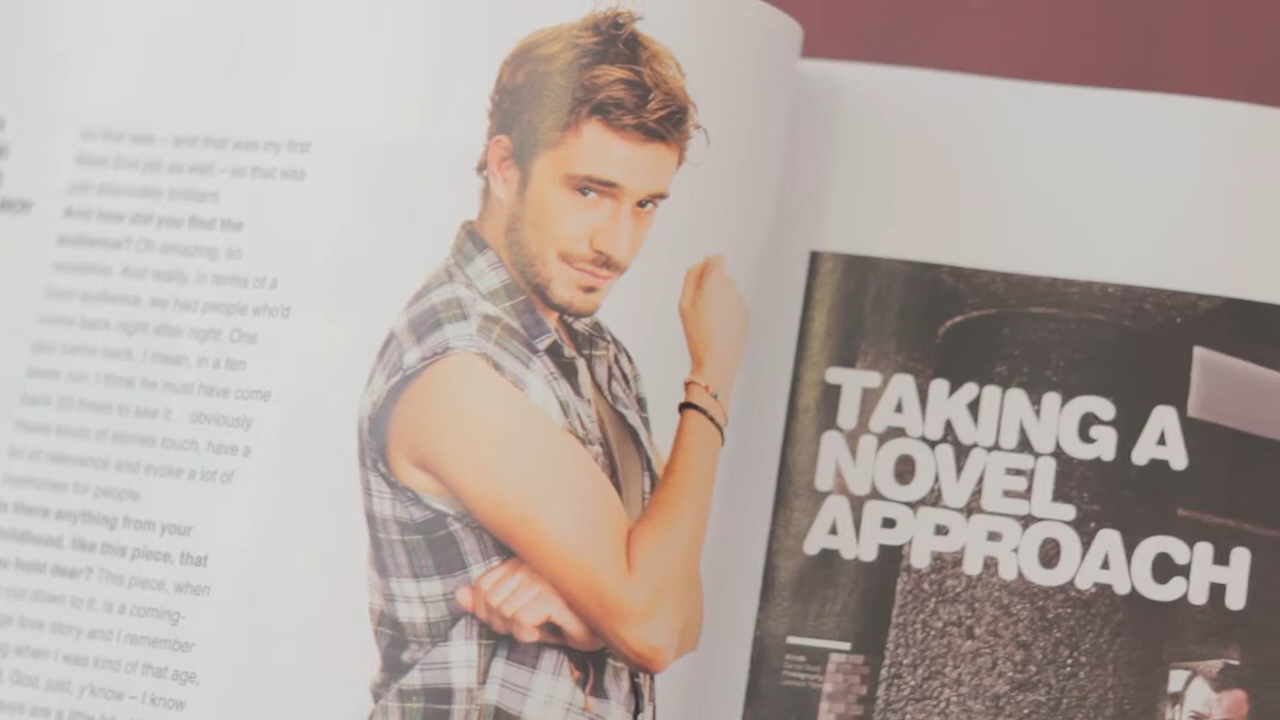 so that was – and that was my first
West End job as well – so that was
just absolutely brilliant.
And how did you find the
audience? Oh amazing, so
receptive. And really, in terms of a
loyal audience, we had people who'd
come back right after night. One
guy came back. I mean, in a ten
week run, I think he must have come
back 20 times to see it... obviously
these kinds of stories touch, have a
lot of relevance and evoke a lot of
memories for people.
Is there anything from your
childhood, like this piece, that
you hold dear? This piece, when
cut down to it, is a coming-
love story and I remember
when I was kind of that age,
God, just, y'know – I know
guys are a little
TAKING A
NOVEL
APPROACH